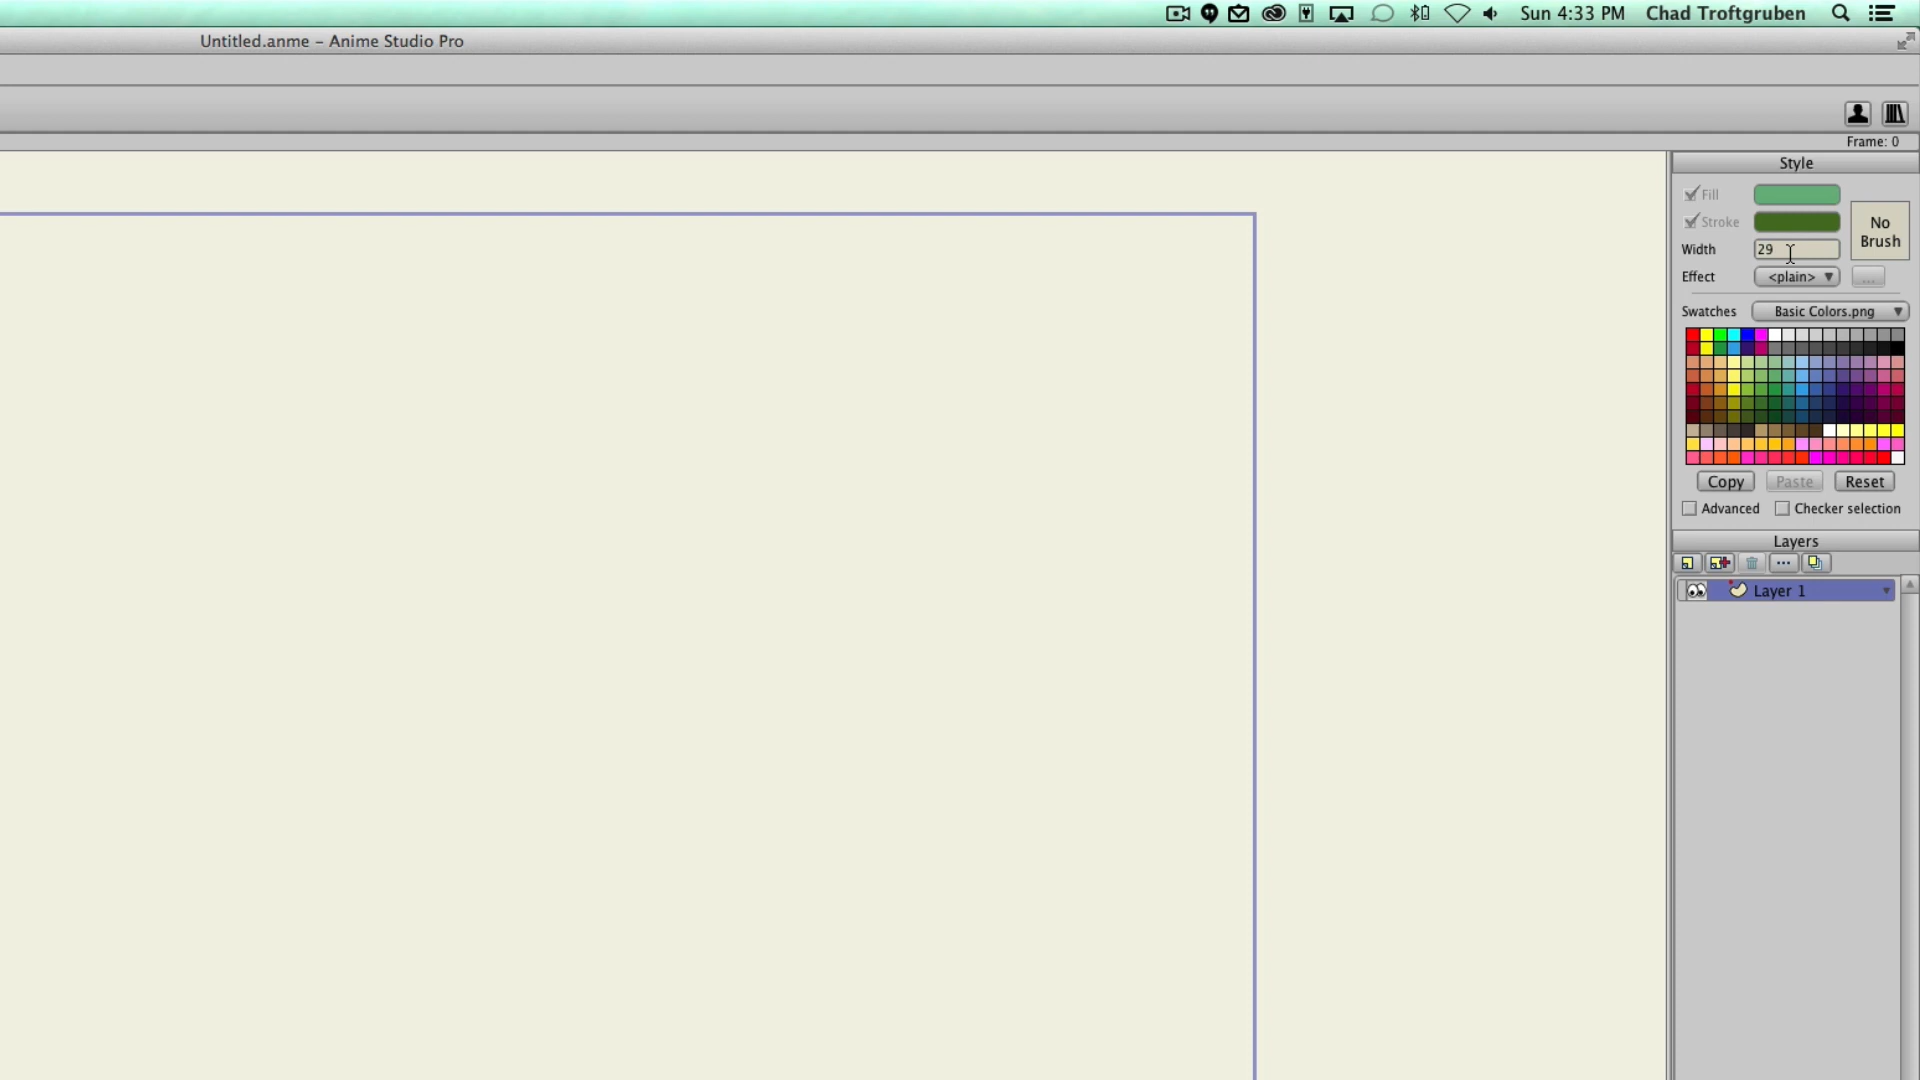 Sun 4:33 PM Chad Troftgruben
Untitled.anme – Anime Studio Pro
Frame: 0
Style
Fill
Stroke
No Brush
Width 29
Effect <plain> ...
Swatches Basic Colors.png
Copy Paste Reset
Advanced Checker selection
Layers
Layer 1